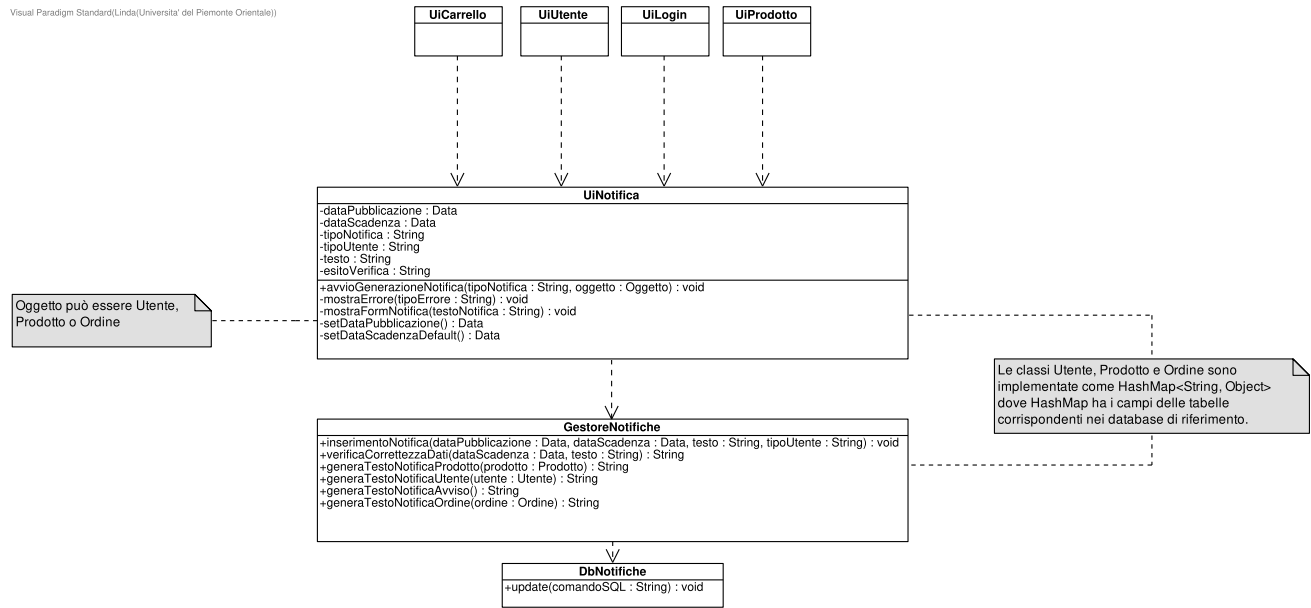 Visual Paradigm Standard(Linda(Universita' del Piemonte Orientale))
UiCarrello
UiUtente
UiLogin
UiProdotto
UiNotifica
-dataPubblicazione : Data
-dataScadenza : Data
-tipoNotifica : String
-tipoUtente : String
-testo : String
-esitoVerifica : String
+avvioGenerazioneNotifica(tipoNotifica : String, oggetto : Oggetto) : void
-mostraErrore(tipoErrore : String) : void
-mostraFormNotifica(testoNotifica : String) : void
-setDataPubblicazione() : Data
-setDataScadenzaDefault() : Data
Oggetto può essere Utente,
Prodotto o Ordine
Le classi Utente, Prodotto e Ordine sono
implementate come HashMap<String, Object>
dove HashMap ha i campi delle tabelle
corrispondenti nei database di riferimento.
GestoreNotifiche
+inserimentoNotifica(dataPubblicazione : Data, dataScadenza : Data, testo : String, tipoUtente : String) : void
+verificaCorrettezzaDati(dataScadenza : Data, testo : String) : String
+generaTestoNotificaProdotto(prodotto : Prodotto) : String
+generaTestoNotificaUtente(utente : Utente) : String
+generaTestoNotificaAvviso() : String
+generaTestoNotificaOrdine(ordine : Ordine) : String
DbNotifiche
+update(comandoSQL : String) : void